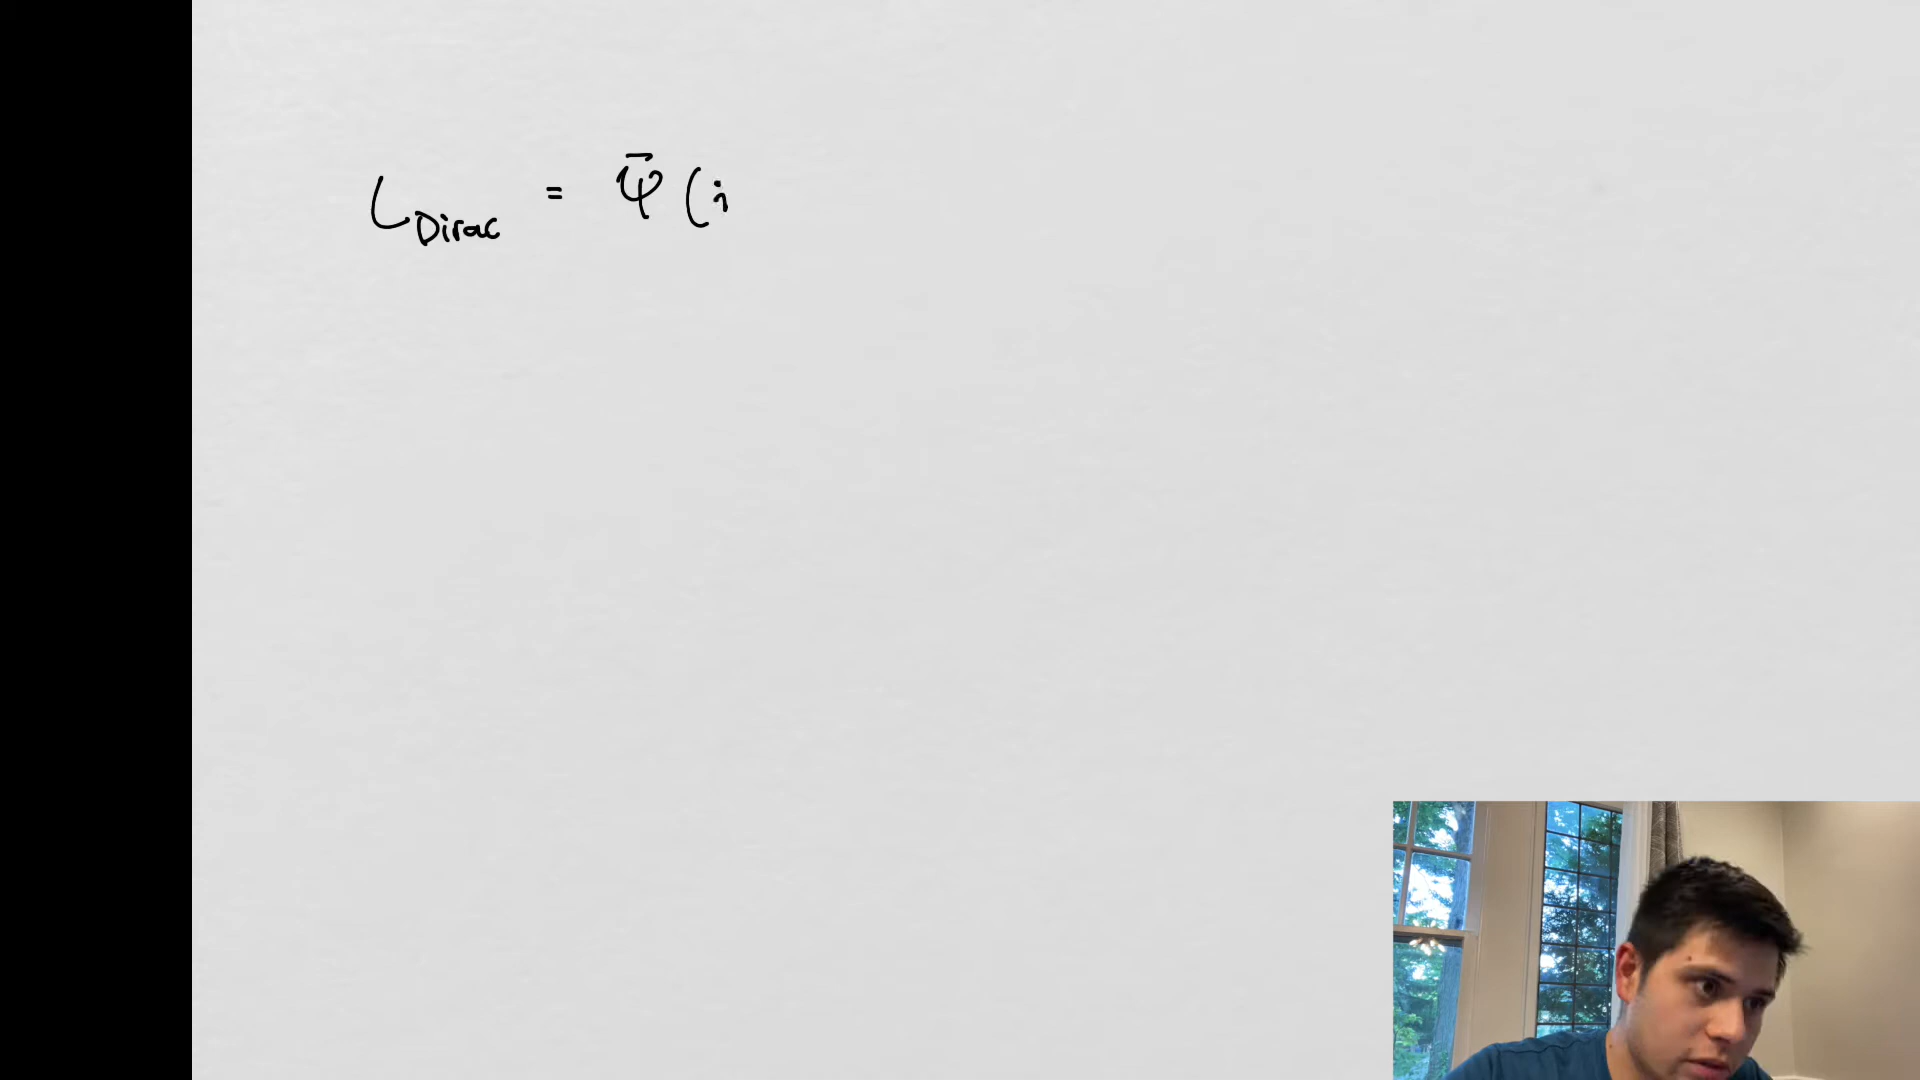 L_Dirac = ψ̄ (i